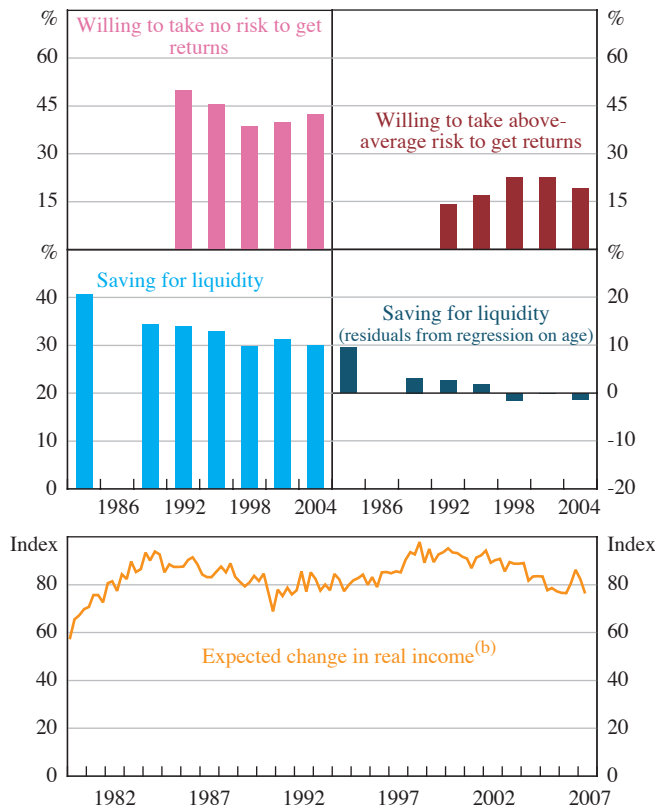 % %
Willing to take no risk to get
returns
60 60
45 45
Willing to take above-
average risk to get returns
30 30
15 15
% %
Saving for liquidity
40 20
Saving for liquidity
(residuals from regression on age)
30 10
20 0
10 -10
0 -20
1986 1992 1998 2004 1986 1992 1998 2004
Index Index
80 80
60 60
Expected change in real income(b)
40 40
20 20
0 0
1982 1987 1992 1997 2002 2007